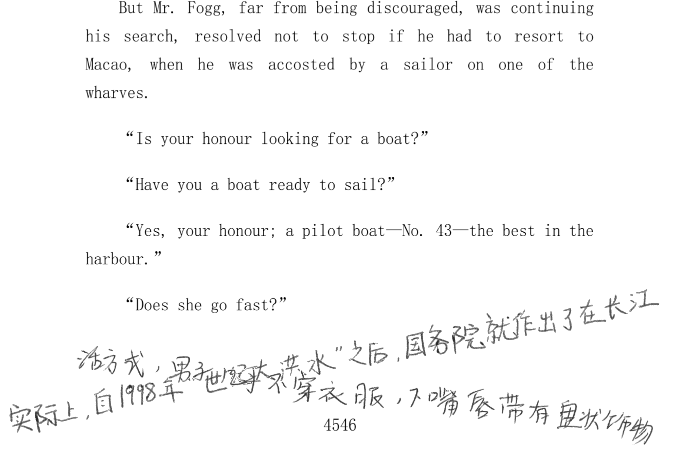 But Mr. Fogg, far from being discouraged, was continuing
his search, resolved not to stop if he had to resort to
Macao, when he was accosted by a sailor on one of the
wharves.
“Is your honour looking for a boat?”
“Have you a boat ready to sail?”
“Yes, your honour; a pilot boat—No. 43—the best in the
harbour.”
“Does she go fast?”
实际上，自1998年“世纪大洪水”之后，国务院就作出了在长江
活方式，男子几乎不穿衣服，下嘴唇带有盘状饰物
4546